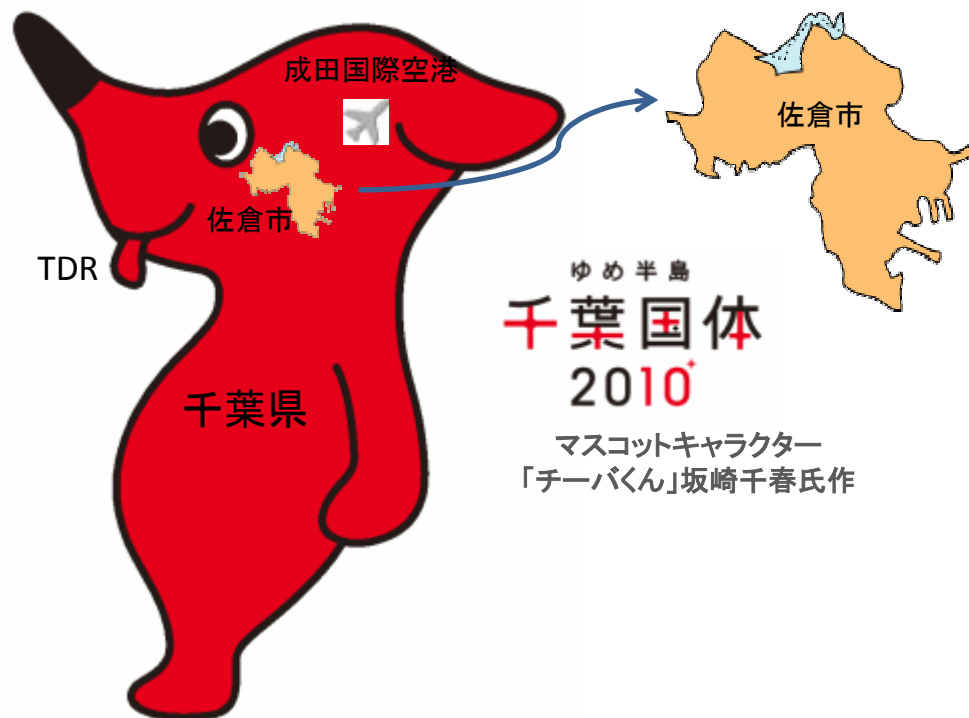 成田国際空港
佐倉市
佐倉市
TDR
ゆめ半島
千葉国体
2010
千葉県
マスコットキャラクター
「チーバくん」坂崎千春氏作